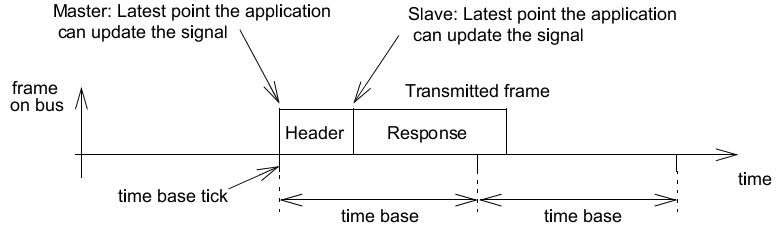 Master: Latest point the application
can update the signal
Slave: Latest point the application
can update the signal
frame
on bus
Transmitted frame
Header
Response
time
time base tick
time base
time base